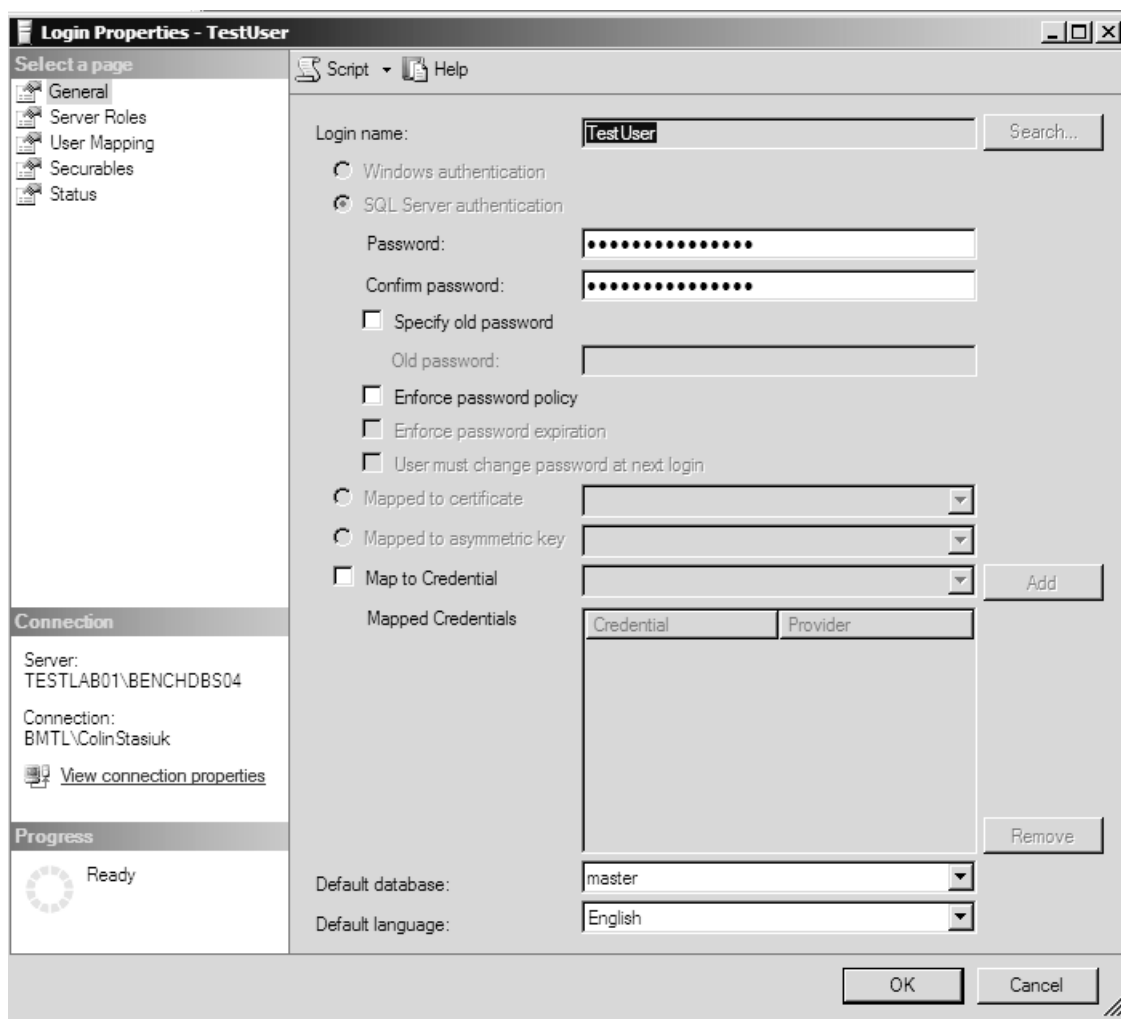 Login Properties - TestUser
Select a page
General
Server Roles
User Mapping
Securables
Status
Script Help
Login name: TestUser Search...
Windows authentication
SQL Server authentication
Password: •••••••••••••••
Confirm password: •••••••••••••••
Specify old password
Old password:
Enforce password policy
Enforce password expiration
User must change password at next login
Mapped to certificate
Mapped to asymmetric key
Map to Credential Add
Mapped Credentials Credential Provider
Remove
Default database: master
Default language: English
Connection
Server:
TESTLAB01\BENCHDBS04
Connection:
BMTL\ColinStasiuk
View connection properties
Progress
Ready
OK Cancel